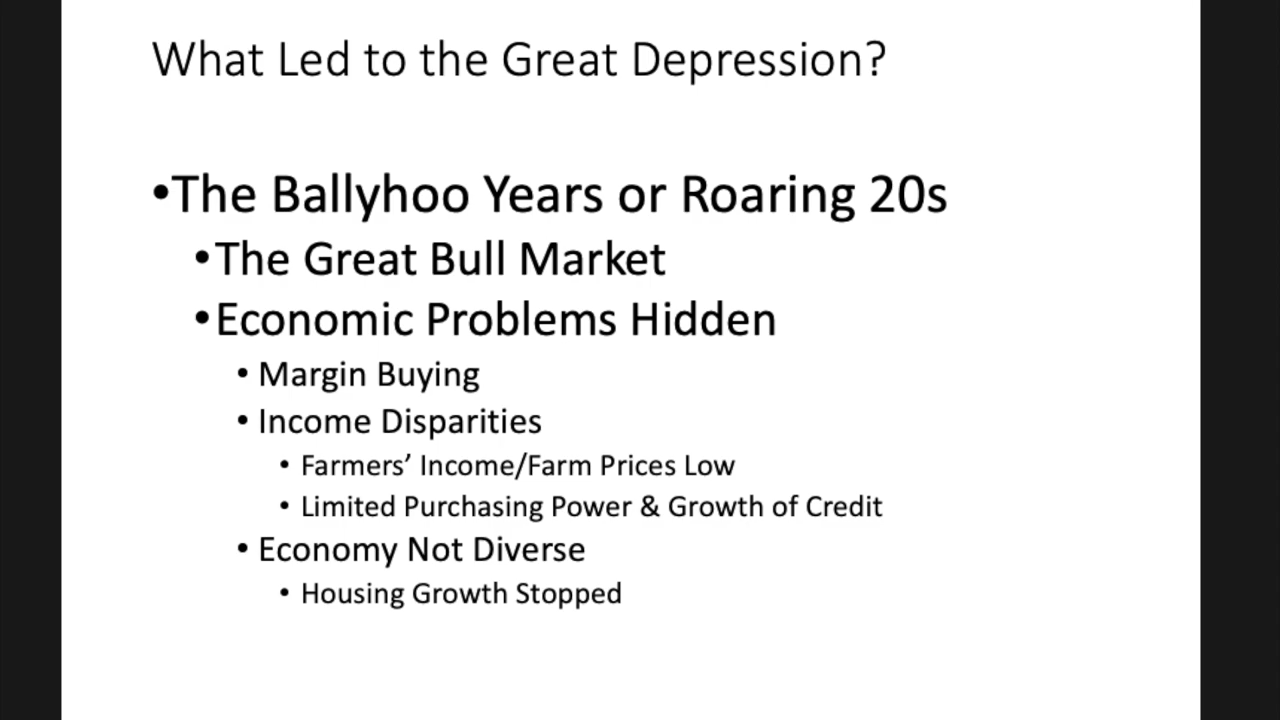 What Led to the Great Depression?
•The Ballyhoo Years or Roaring 20s
•The Great Bull Market
•Economic Problems Hidden
• Margin Buying
• Income Disparities
• Farmers’ Income/Farm Prices Low
• Limited Purchasing Power & Growth of Credit
• Economy Not Diverse
• Housing Growth Stopped